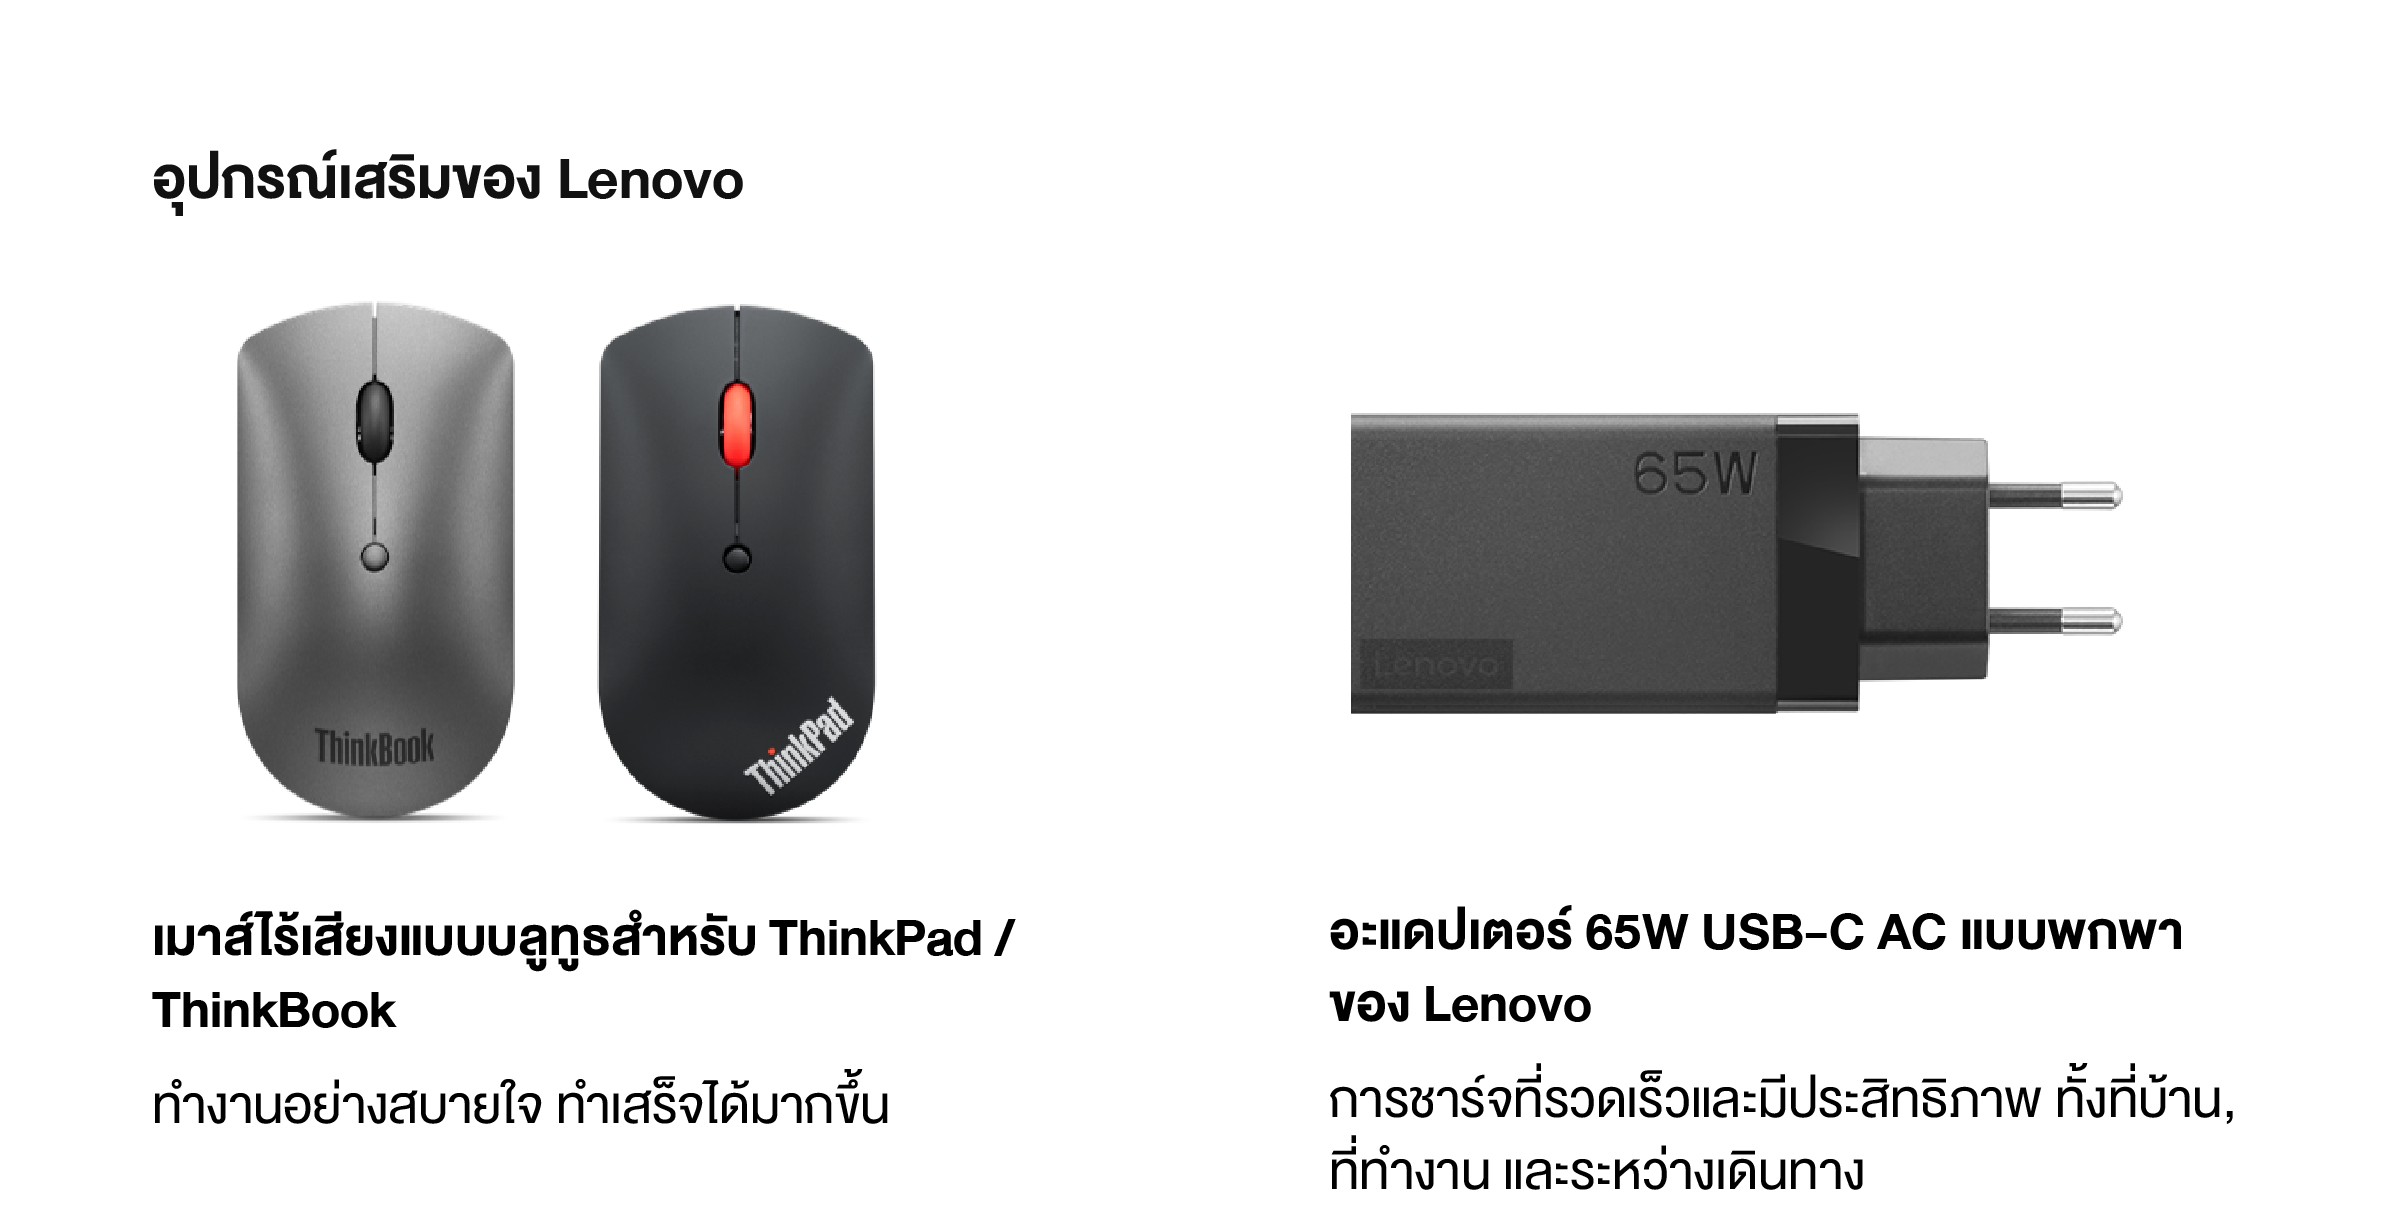 อุปกรณ์เสริมของ Lenovo
ThinkBook
ThinkPad
65W
Lenovo
เมาส์ไร้เสียงแบบบลูทูธสำหรับ ThinkPad /
ThinkBook
ทำงานอย่างสบายใจ ทำเสร็จได้มากขึ้น
อะแดปเตอร์ 65W USB-C AC แบบพกพา
ของ Lenovo
การชาร์จที่รวดเร็วและมีประสิทธิภาพ ทั้งที่บ้าน,
ที่ทำงาน และระหว่างเดินทาง